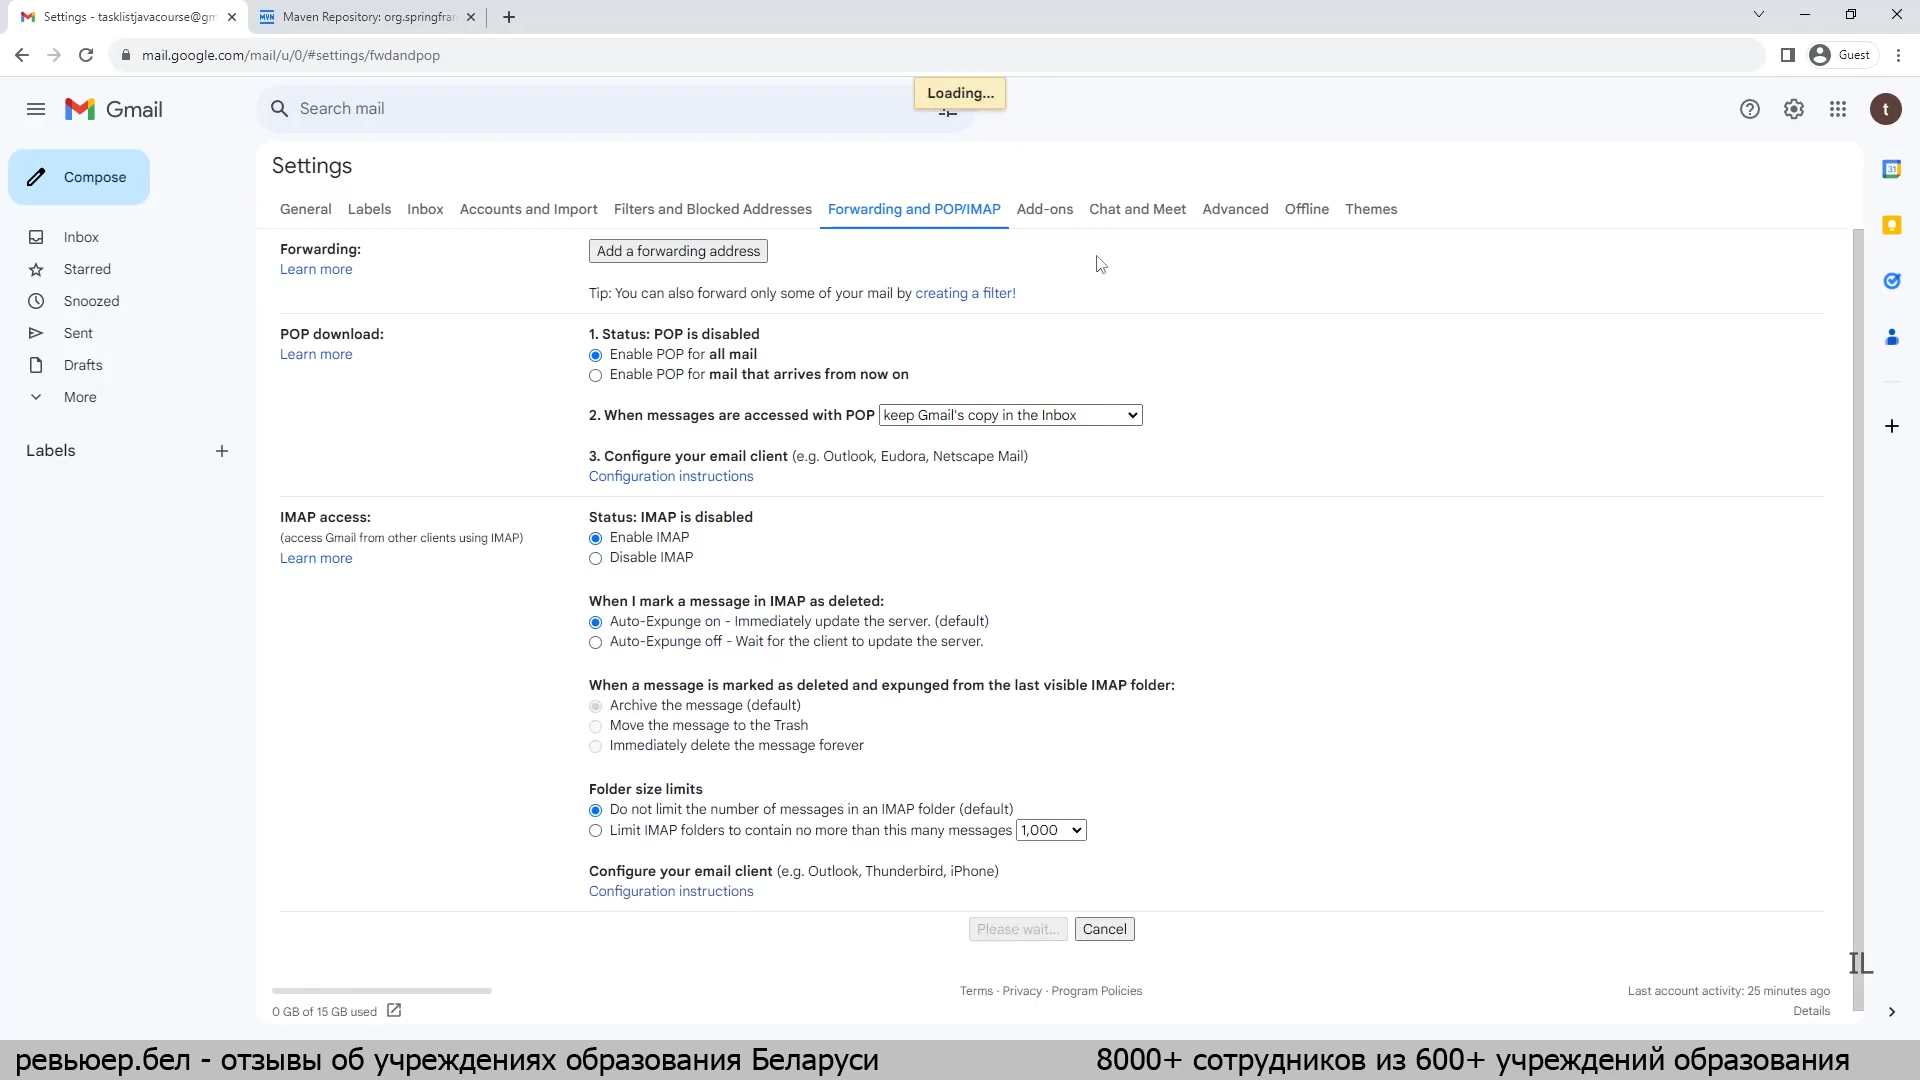 Settings - tasklistjavacourse@gm
Maven Repository: org.springfran
mail.google.com/mail/u/0/#settings/fwdandpop
Guest
Loading...
Gmail
Search mail
t
Compose
Inbox
Starred
Snoozed
Sent
Drafts
More
Labels
Settings
General Labels Inbox Accounts and Import Filters and Blocked Addresses Forwarding and POP/IMAP Add-ons Chat and Meet Advanced Offline Themes
Forwarding:
Learn more
Add a forwarding address
Tip: You can also forward only some of your mail by creating a filter!
POP download:
Learn more
1. Status: POP is disabled
Enable POP for all mail
Enable POP for mail that arrives from now on
2. When messages are accessed with POP keep Gmail's copy in the Inbox
3. Configure your email client (e.g. Outlook, Eudora, Netscape Mail)
Configuration instructions
IMAP access:
(access Gmail from other clients using IMAP)
Learn more
Status: IMAP is disabled
Enable IMAP
Disable IMAP
When I mark a message in IMAP as deleted:
Auto-Expunge on - Immediately update the server. (default)
Auto-Expunge off - Wait for the client to update the server.
When a message is marked as deleted and expunged from the last visible IMAP folder:
Archive the message (default)
Move the message to the Trash
Immediately delete the message forever
Folder size limits
Do not limit the number of messages in an IMAP folder (default)
Limit IMAP folders to contain no more than this many messages 1,000
Configure your email client (e.g. Outlook, Thunderbird, iPhone)
Configuration instructions
Please wait... Cancel
IL
0 GB of 15 GB used
Terms · Privacy · Program Policies
Last account activity: 25 minutes ago
Details
ревьюер.бел - отзывы об учреждениях образования Беларуси
8000+ сотрудников из 600+ учреждений образования